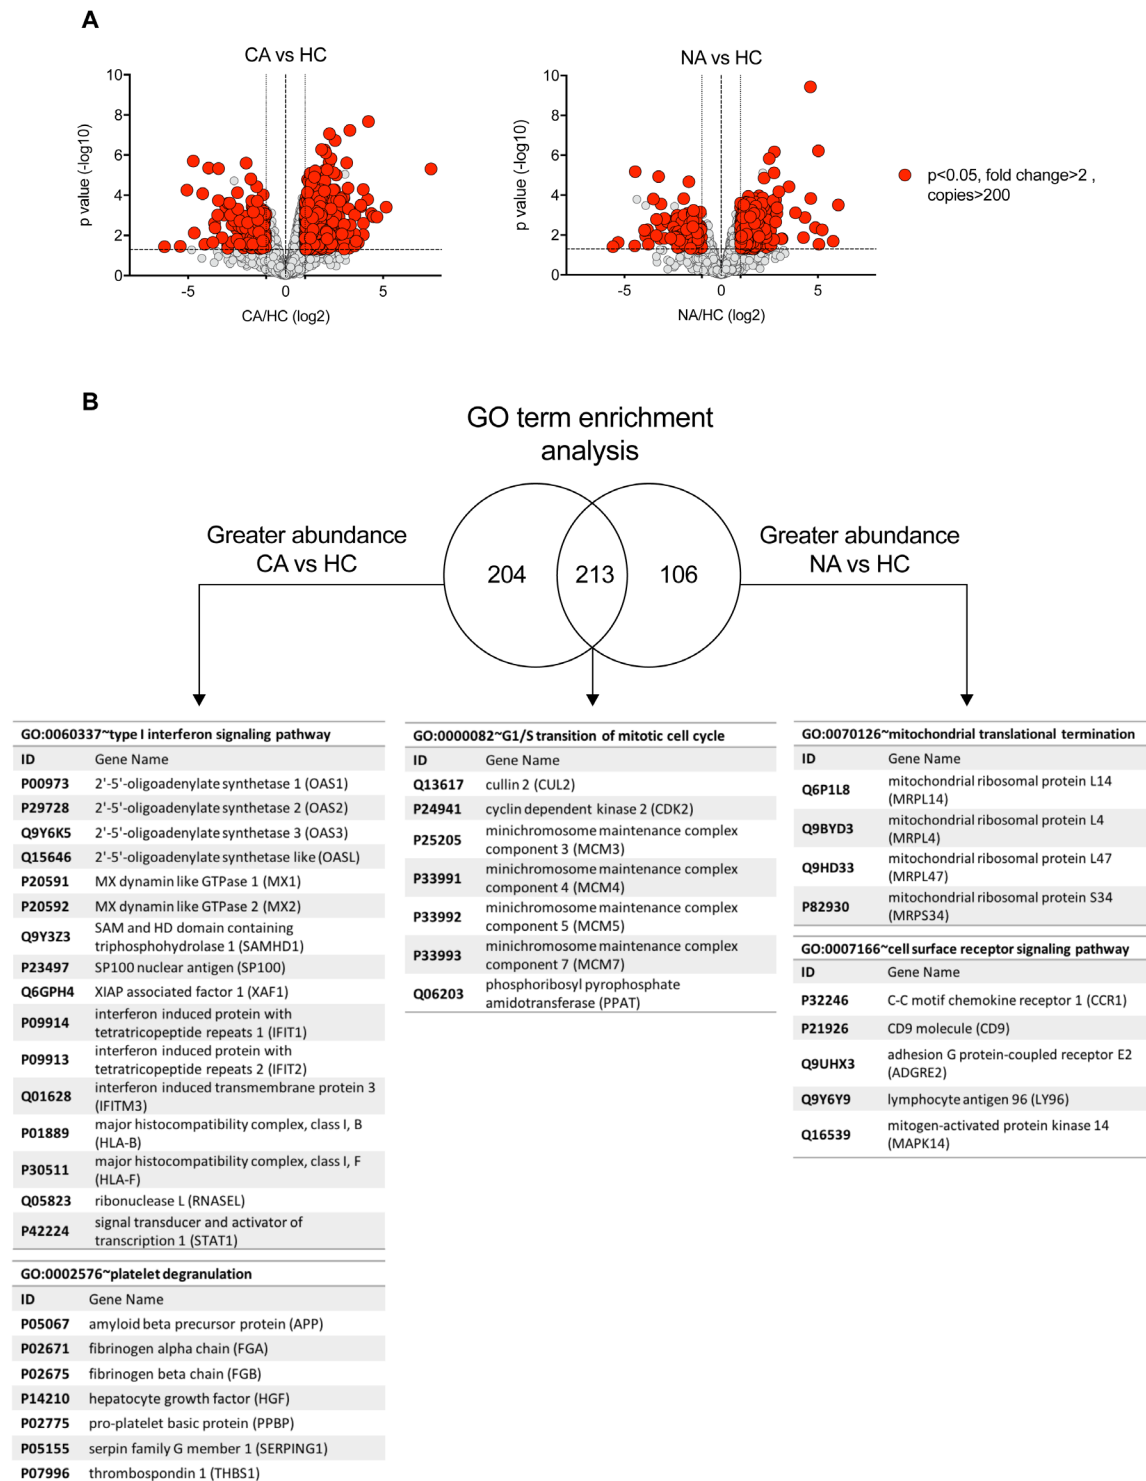 A
CA vs HC
10
8
6
4
2
0
-5
0
5
p value (-log10)
CA/HC (log2)
NA vs HC
10
8
6
4
2
0
-5
0
5
p value (-log10)
NA/HC (log2)
p<0.05, fold change>2 ,
copies>200
B
GO term enrichment
analysis
Greater abundance
CA vs HC
204
213
106
Greater abundance
NA vs HC
GO:0060337~type I interferon signaling pathway
ID Gene Name
P00973 2'-5'-oligoadenylate synthetase 1 (OAS1)
P29728 2'-5'-oligoadenylate synthetase 2 (OAS2)
Q9Y6K5 2'-5'-oligoadenylate synthetase 3 (OAS3)
Q15646 2'-5'-oligoadenylate synthetase like (OASL)
P20591 MX dynamin like GTPase 1 (MX1)
P20592 MX dynamin like GTPase 2 (MX2)
Q9Y3Z3 SAM and HD domain containing
triphosphohydrolase 1 (SAMHD1)
P23497 SP100 nuclear antigen (SP100)
Q6GPH4 XIAP associated factor 1 (XAF1)
P09914 interferon induced protein with
tetratricopeptide repeats 1 (IFIT1)
P09913 interferon induced protein with
tetratricopeptide repeats 2 (IFIT2)
Q01628 interferon induced transmembrane protein 3
(IFITM3)
P01889 major histocompatibility complex, class I, B
(HLA-B)
P30511 major histocompatibility complex, class I, F
(HLA-F)
Q05823 ribonuclease L (RNASEL)
P42224 signal transducer and activator of
transcription 1 (STAT1)
GO:0002576~platelet degranulation
ID Gene Name
P05067 amyloid beta precursor protein (APP)
P02671 fibrinogen alpha chain (FGA)
P02675 fibrinogen beta chain (FGB)
P14210 hepatocyte growth factor (HGF)
P02775 pro-platelet basic protein (PPBP)
P05155 serpin family G member 1 (SERPING1)
P07996 thrombospondin 1 (THBS1)
GO:0000082~G1/S transition of mitotic cell cycle
ID Gene Name
Q13617 cullin 2 (CUL2)
P24941 cyclin dependent kinase 2 (CDK2)
P25205 minichromosome maintenance complex
component 3 (MCM3)
P33991 minichromosome maintenance complex
component 4 (MCM4)
P33992 minichromosome maintenance complex
component 5 (MCM5)
P33993 minichromosome maintenance complex
component 7 (MCM7)
Q06203 phosphoribosyl pyrophosphate
amidotransferase (PPAT)
GO:0070126~mitochondrial translational termination
ID Gene Name
Q6P1L8 mitochondrial ribosomal protein L14
(MRPL14)
Q9BYD3 mitochondrial ribosomal protein L4
(MRPL4)
Q9HD33 mitochondrial ribosomal protein L47
(MRPL47)
P82930 mitochondrial ribosomal protein S34
(MRPS34)
GO:0007166~cell surface receptor signaling pathway
ID Gene Name
P32246 C-C motif chemokine receptor 1 (CCR1)
P21926 CD9 molecule (CD9)
Q9UHX3 adhesion G protein-coupled receptor E2
(ADGRE2)
Q9Y6Y9 lymphocyte antigen 96 (LY96)
Q16539 mitogen-activated protein kinase 14
(MAPK14)